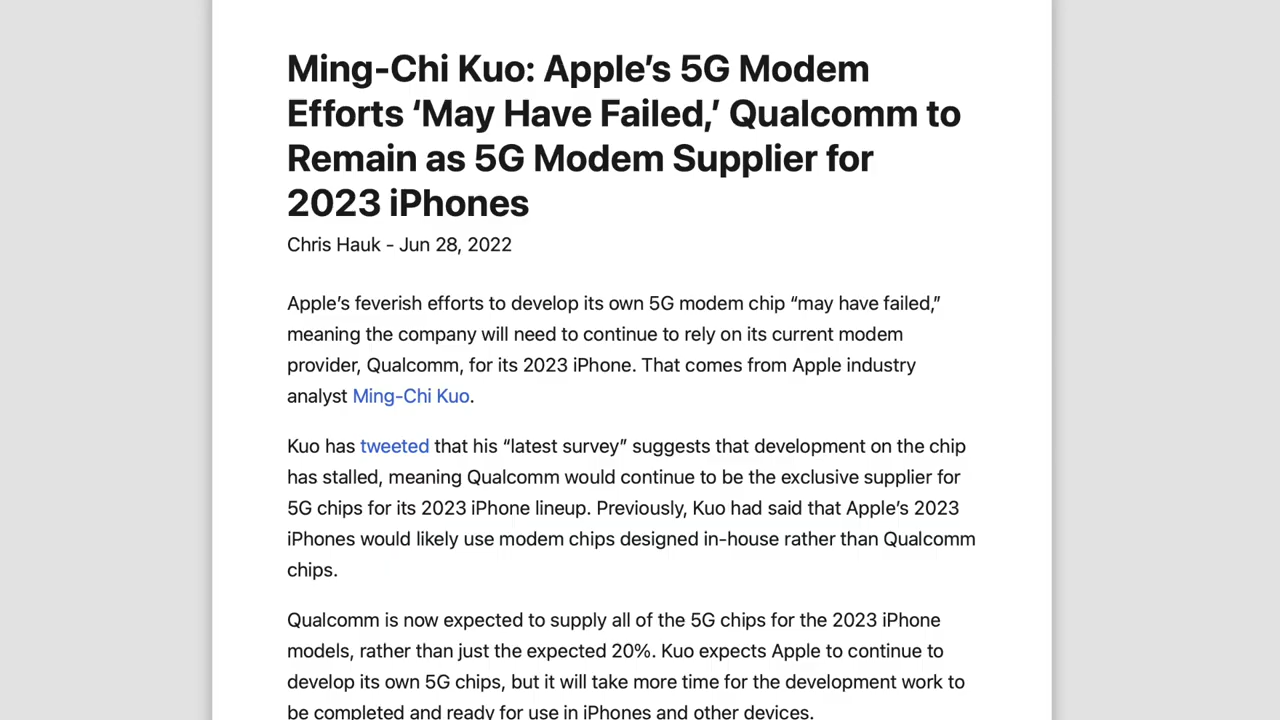 Ming-Chi Kuo: Apple’s 5G Modem
Efforts ‘May Have Failed,’ Qualcomm to
Remain as 5G Modem Supplier for
2023 iPhones
Chris Hauk - Jun 28, 2022
Apple’s feverish efforts to develop its own 5G modem chip “may have failed,”
meaning the company will need to continue to rely on its current modem
provider, Qualcomm, for its 2023 iPhone. That comes from Apple industry
analyst Ming-Chi Kuo.
Kuo has tweeted that his “latest survey” suggests that development on the chip
has stalled, meaning Qualcomm would continue to be the exclusive supplier for
5G chips for its 2023 iPhone lineup. Previously, Kuo had said that Apple’s 2023
iPhones would likely use modem chips designed in-house rather than Qualcomm
chips.
Qualcomm is now expected to supply all of the 5G chips for the 2023 iPhone
models, rather than just the expected 20%. Kuo expects Apple to continue to
develop its own 5G chips, but it will take more time for the development work to
be completed and ready for use in iPhones and other devices.